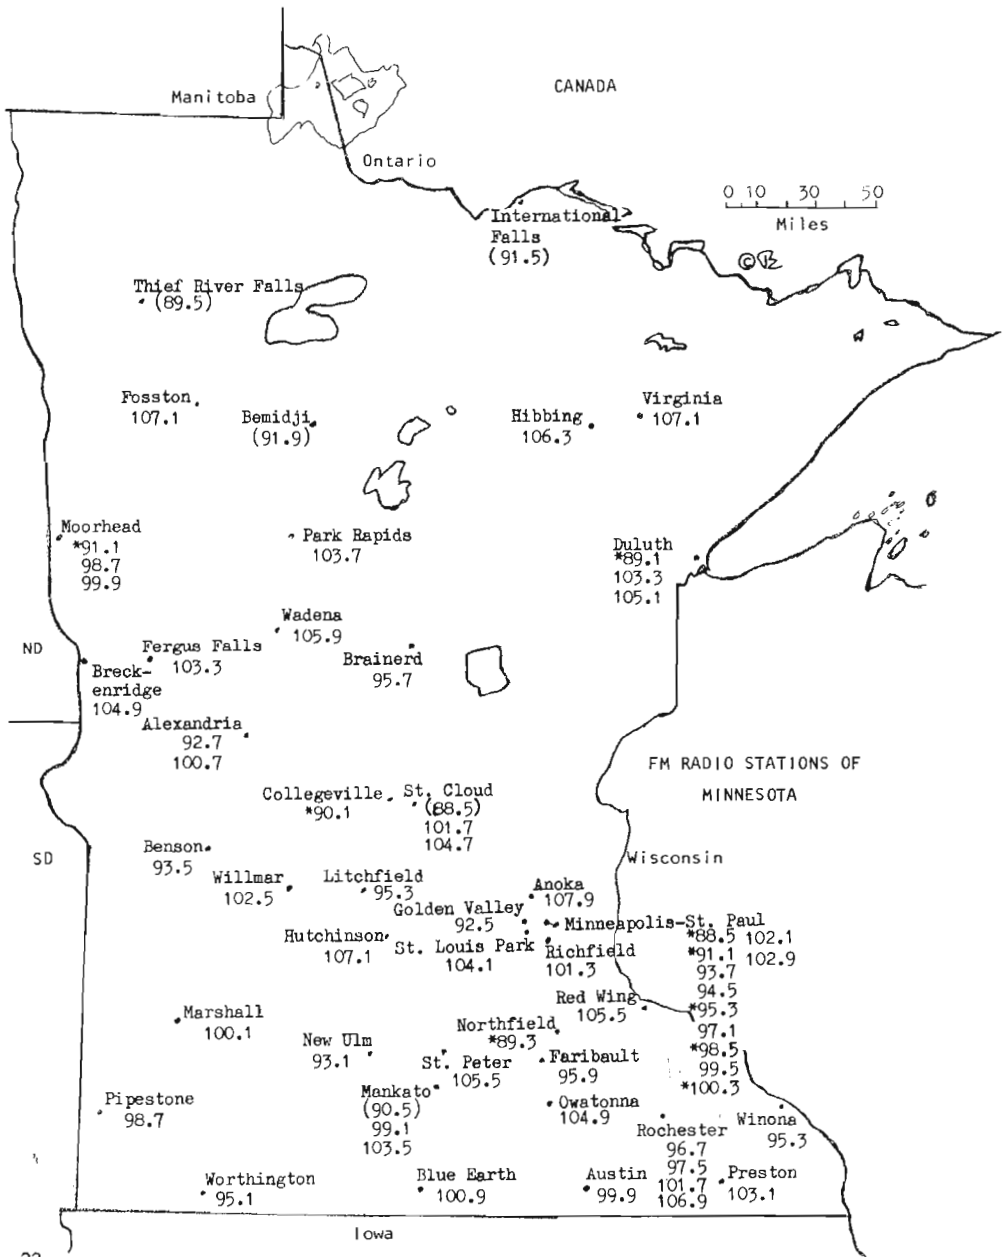 CANADA
Manitoba
Ontario
0 10 30 50
Miles
International
Falls
(91.5)
Thief River Falls
(89.5)
Fosston
107.1
Bemidji
(91.9)
Hibbing
106.3
Virginia
107.1
Moorhead
*91.1
98.7
99.9
Park Rapids
103.7
Duluth
*89.1
103.3
105.1
Wadena
105.9
ND
Fergus Falls
103.3
Brainerd
95.7
Breck-
enridge
104.9
Alexandria
92.7
100.7
FM RADIO STATIONS OF
MINNESOTA
Collegeville
*90.1
St. Cloud
(88.5)
101.7
104.7
SD
Benson
93.5
Wisconsin
Willmar
102.5
Litchfield
95.3
Anoka
107.9
Golden Valley
92.5
Minneapolis-St. Paul
*88.5 102.1
*91.1 102.9
93.7
94.5
*95.3
97.1
*98.5
99.5
*100.3
Hutchinson
107.1
St. Louis Park
104.1
Richfield
101.3
Red Wing
105.5
Marshall
100.1
Northfield
*89.3
New Ulm
93.1
St. Peter
105.5
Faribault
95.9
Mankato
(90.5)
99.1
103.5
Owatonna
104.9
Pipestone
98.7
Winona
95.3
Rochester
96.7
97.5
101.7
106.9
Worthington
95.1
Blue Earth
100.9
Austin
99.9
Preston
103.1
Iowa